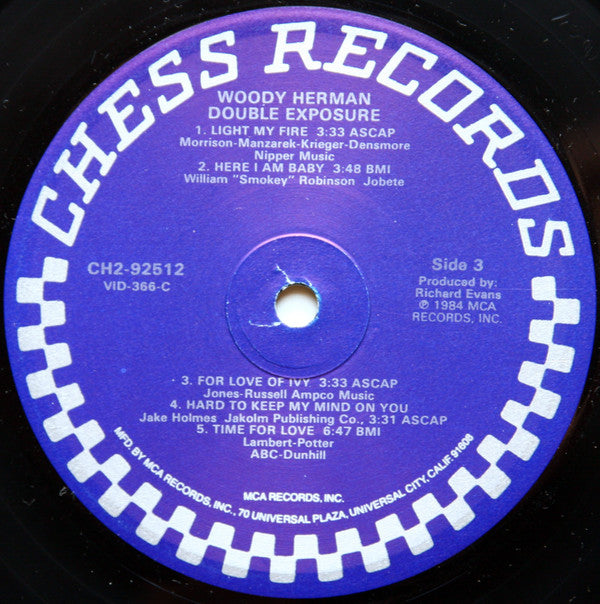 CHESS RECORDS
WOODY HERMAN
DOUBLE EXPOSURE
1. LIGHT MY FIRE 3:33 ASCAP
Morrison-Manzarek-Krieger-Densmore
Nipper Music
2. HERE I AM BABY 3:48 BMI
William "Smokey" Robinson Jobete
CH2-92512
VID-366-C
Side 3
Produced by:
Richard Evans
℗ 1984 MCA
RECORDS, INC.
3. FOR LOVE OF IVY 3:33 ASCAP
Jones-Russell Ampco Music
4. HARD TO KEEP MY MIND ON YOU
Jake Holmes Jakolm Publishing Co., 3:31 ASCAP
5. TIME FOR LOVE 6:47 BMI
Lambert-Potter
ABC-Dunhill
MCA RECORDS, INC.
MFD. BY MCA RECORDS, INC., 70 UNIVERSAL PLAZA, UNIVERSAL CITY, CALIF. 91608